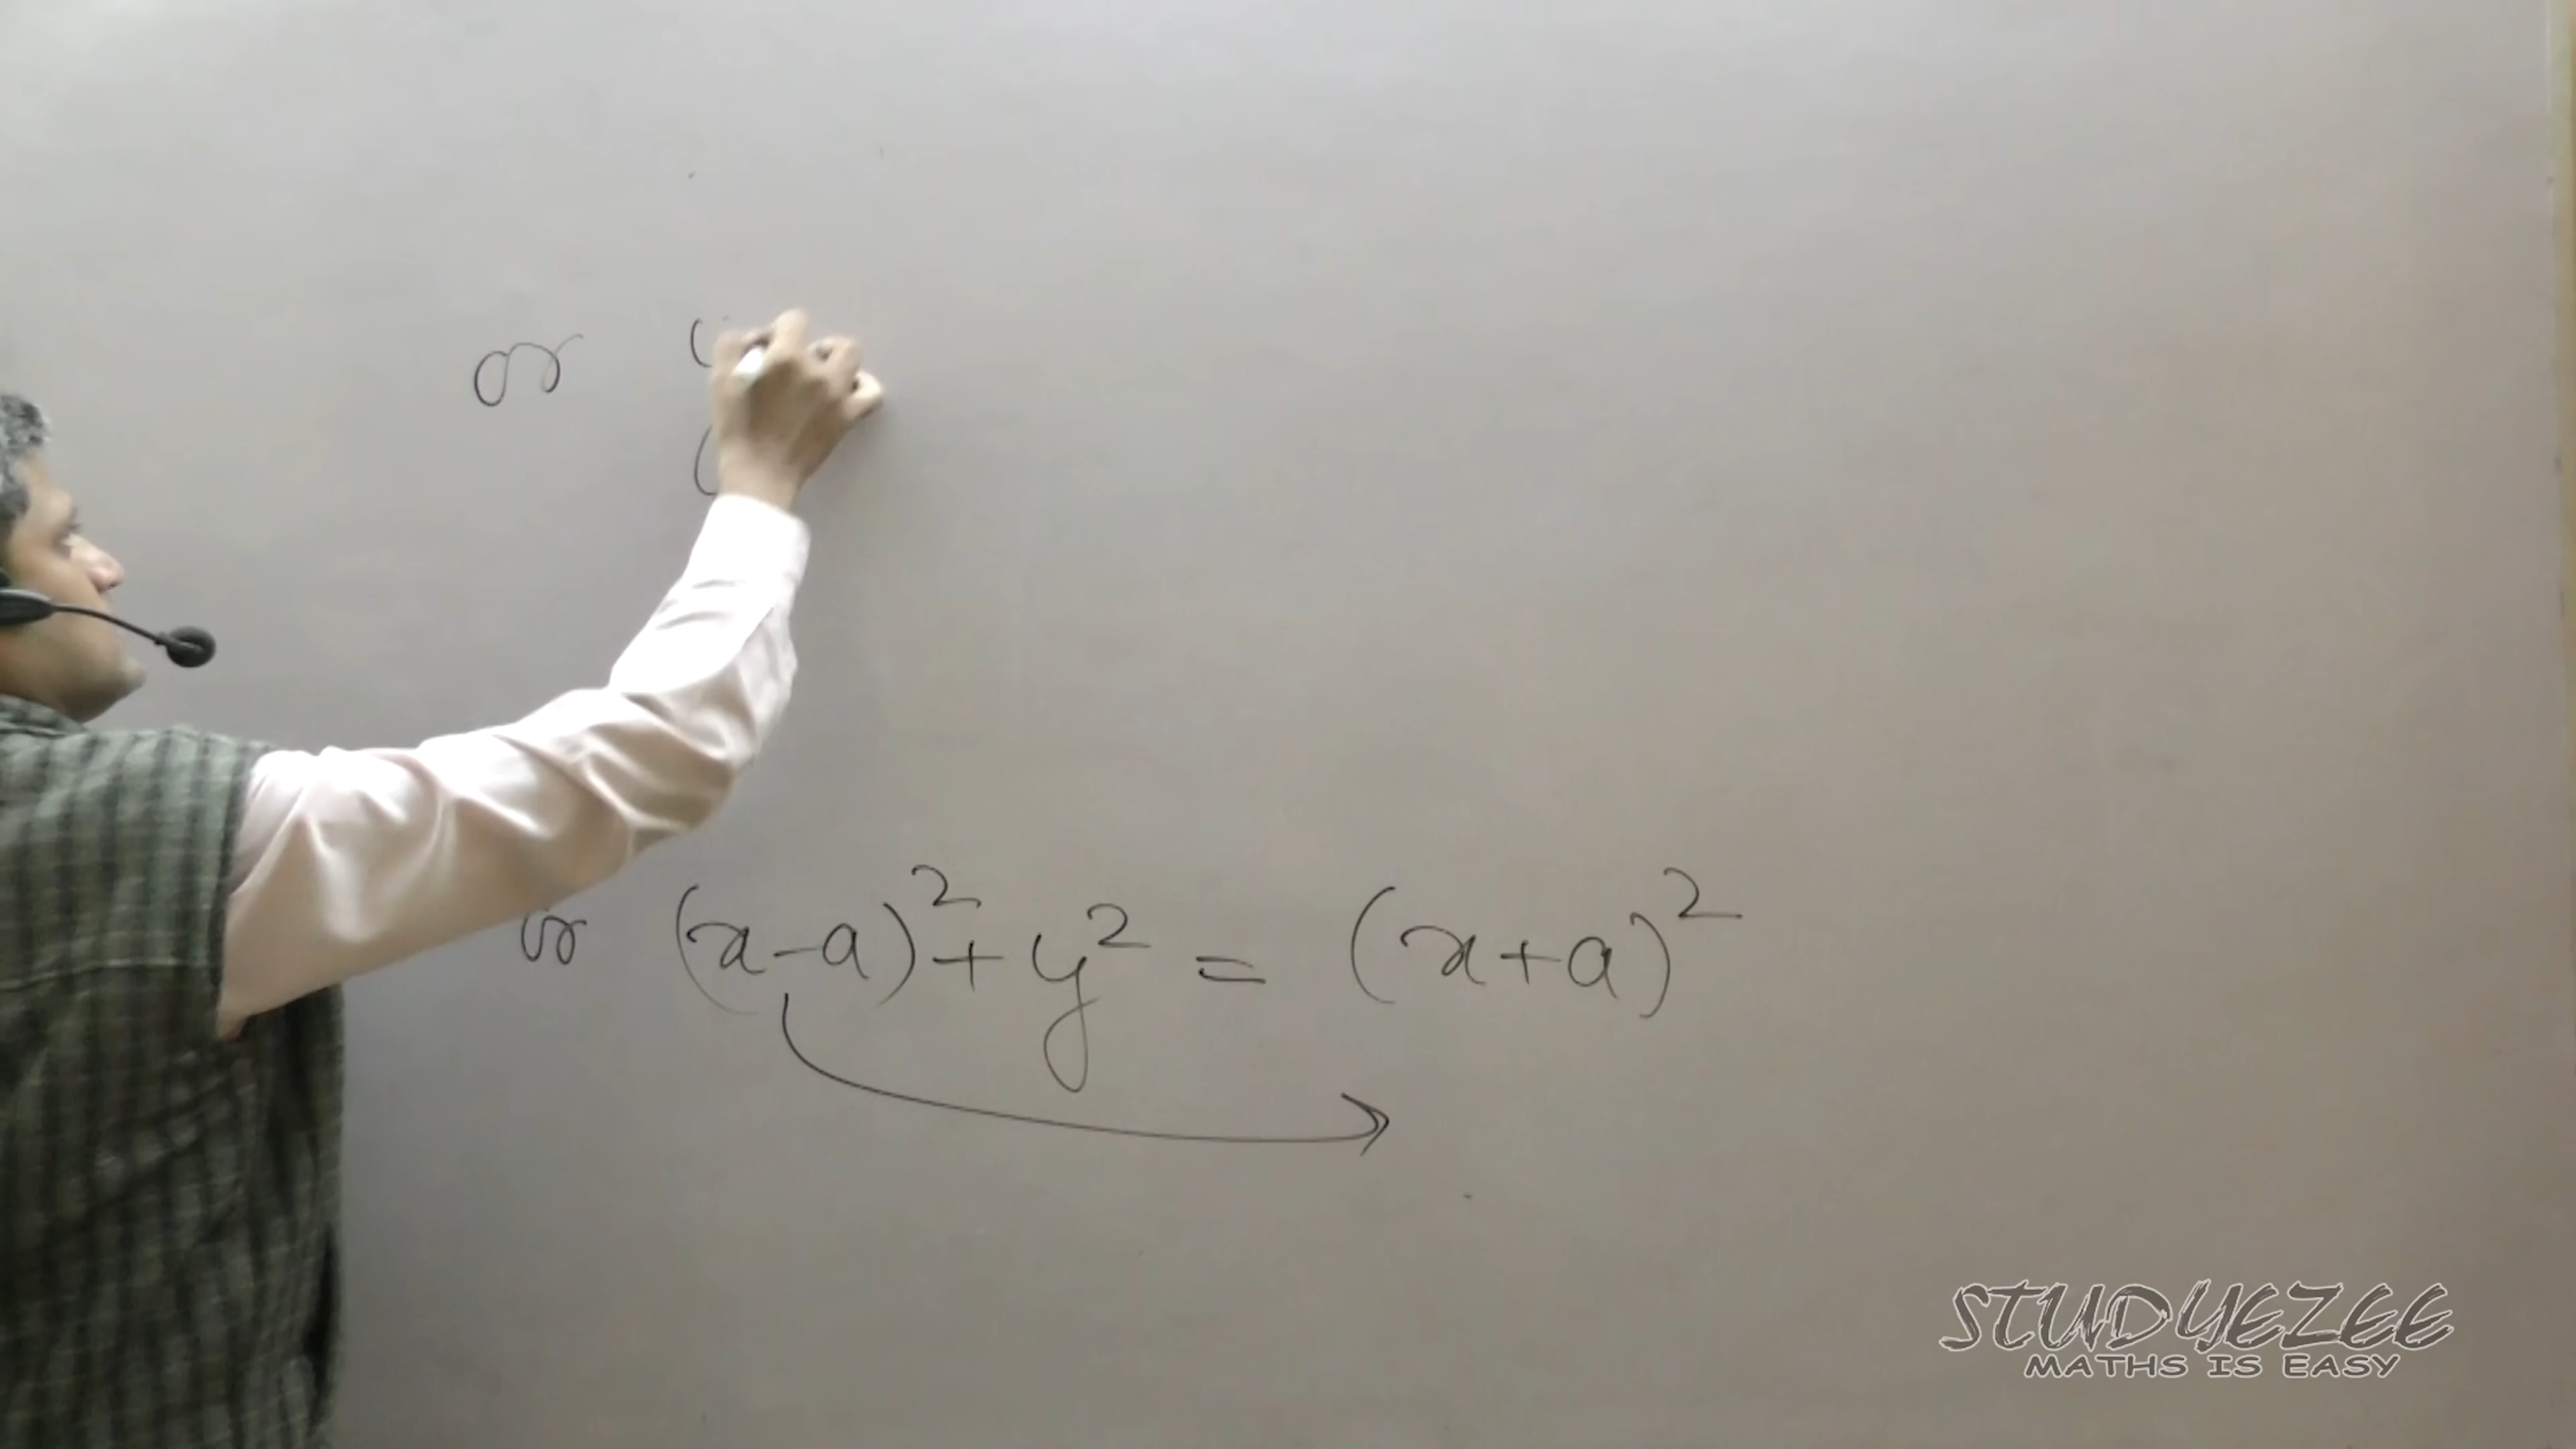 or y
or (x-a)²+y² = (x+a)²
STUDYEZEE
MATHS IS EASY